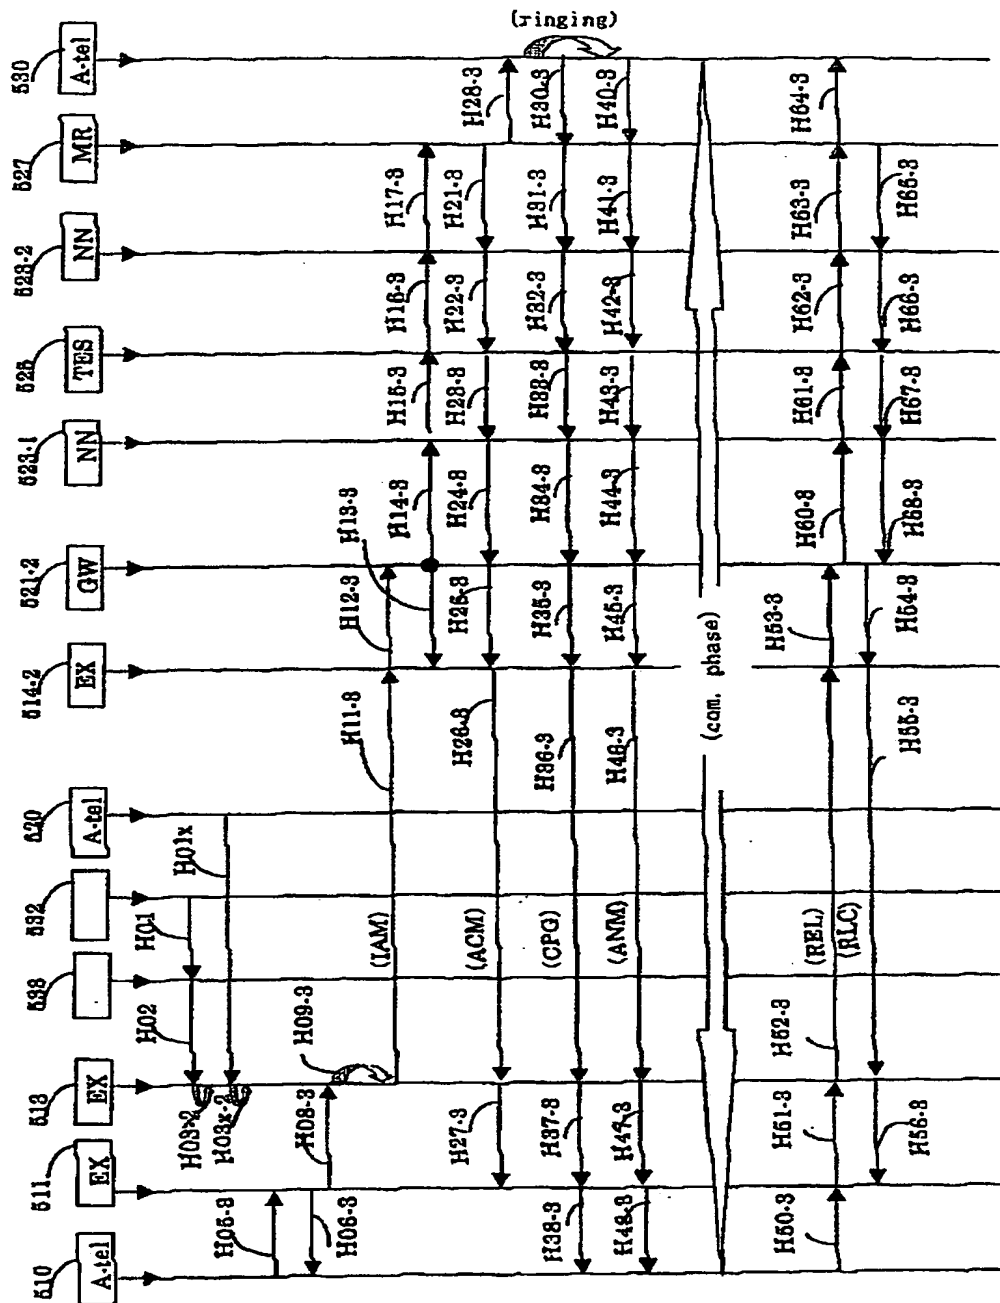 510
A-tel
511
EX
513
EX
538
532
520
A-tel
514-2
EX
521-2
GW
523-1
NN
525
TES
523-2
NN
527
MR
530
A-tel
H01
H02
H03-2
H01x
H03x-2
H05-3
H06-3
H08-3
H09-3
(IAM)
H11-3
H12-3
H13-3
H14-3
H15-3
H16-3
H17-3
(ACM)
H21-3
H22-3
H23-3
H24-3
H25-3
H26-3
H27-3
H28-3
(ringing)
(CPG)
H30-3
H31-3
H32-3
H33-3
H34-3
H35-3
H36-3
H37-3
H38-3
(ANM)
H40-3
H41-3
H42-3
H43-3
H44-3
H45-3
H46-3
H47-3
H48-3
(com. phase)
(REL)
H50-3
H51-3
H52-3
H53-3
(RLC)
H54-3
H55-3
H56-3
H60-3
H61-3
H62-3
H63-3
H64-3
H65-3
H66-3
H67-3
H68-3